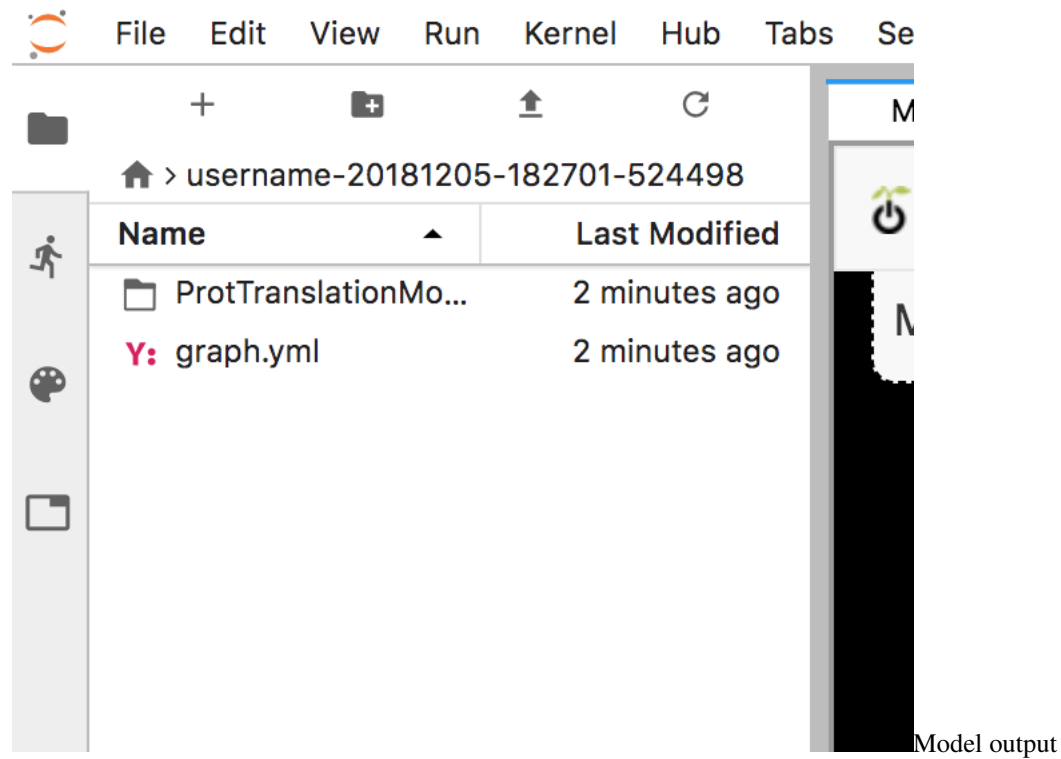 File Edit View Run Kernel Hub Tabs Se
M
username-20181205-182701-524498
Name Last Modified
ProtTranslationMo... 2 minutes ago
M
Y: graph.yml 2 minutes ago
Model output